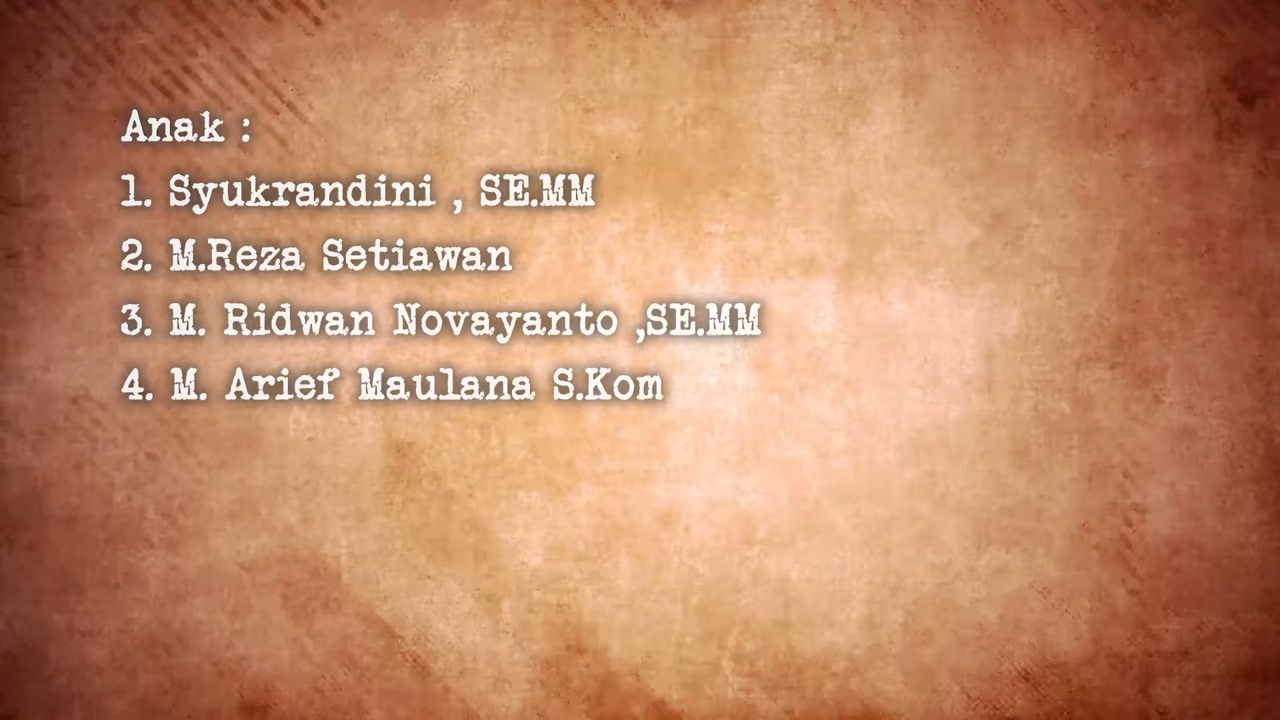 Anak :
1. Syukrandini , SE.MM
2. M.Reza Setiawan
3. M. Ridwan Novayanto ,SE.MM
4. M. Arief Maulana S.Kom